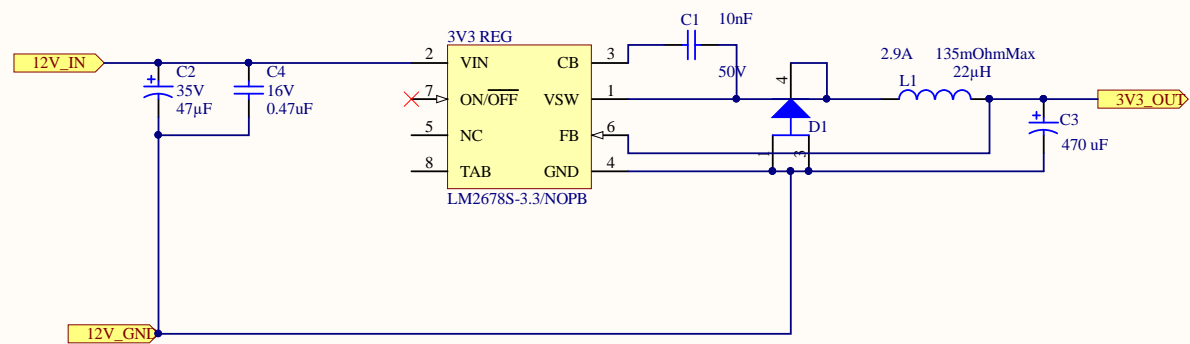 12V_IN
C2
35V
47µF
C4
16V
0.47uF
3V3 REG
2 VIN
7 ON/OFF
5 NC
8 TAB
CB 3
VSW 1
FB 6
GND 4
LM2678S-3.3/NOPB
C1 10nF
50V
4
D1
1 3
2.9A 135mOhmMax
L1 22µH
3V3_OUT
C3
470 uF
12V_GND